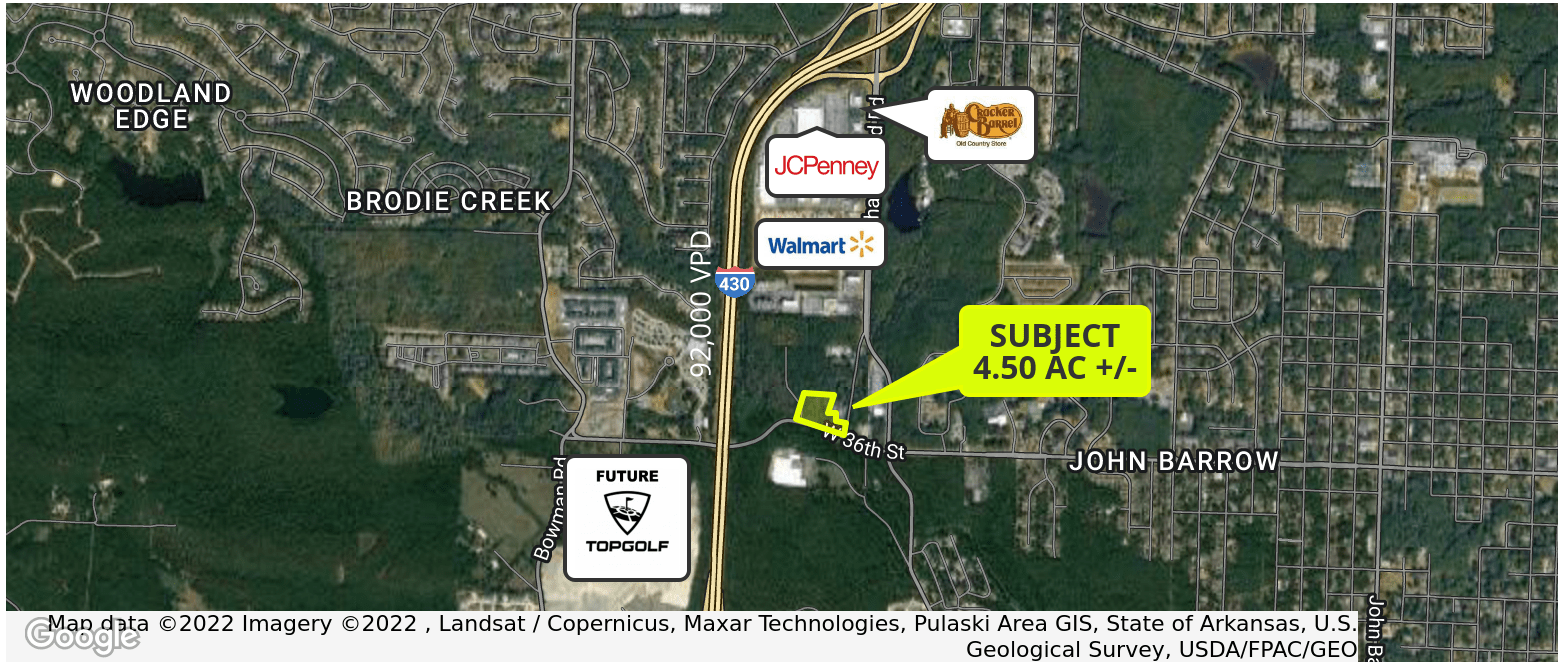 WOODLAND
EDGE
BRODIE CREEK
Cracker
Barrel
Old Country Store
JCPenney
Walmart
92,000 VPD
430
SUBJECT
4.50 AC +/-
W 36th St
JOHN BARROW
Bowman Rd
FUTURE
TOPGOLF
Map data ©2022 Imagery ©2022 , Landsat / Copernicus, Maxar Technologies, Pulaski Area GIS, State of Arkansas, U.S.
Geological Survey, USDA/FPAC/GEO
Google
John Ba